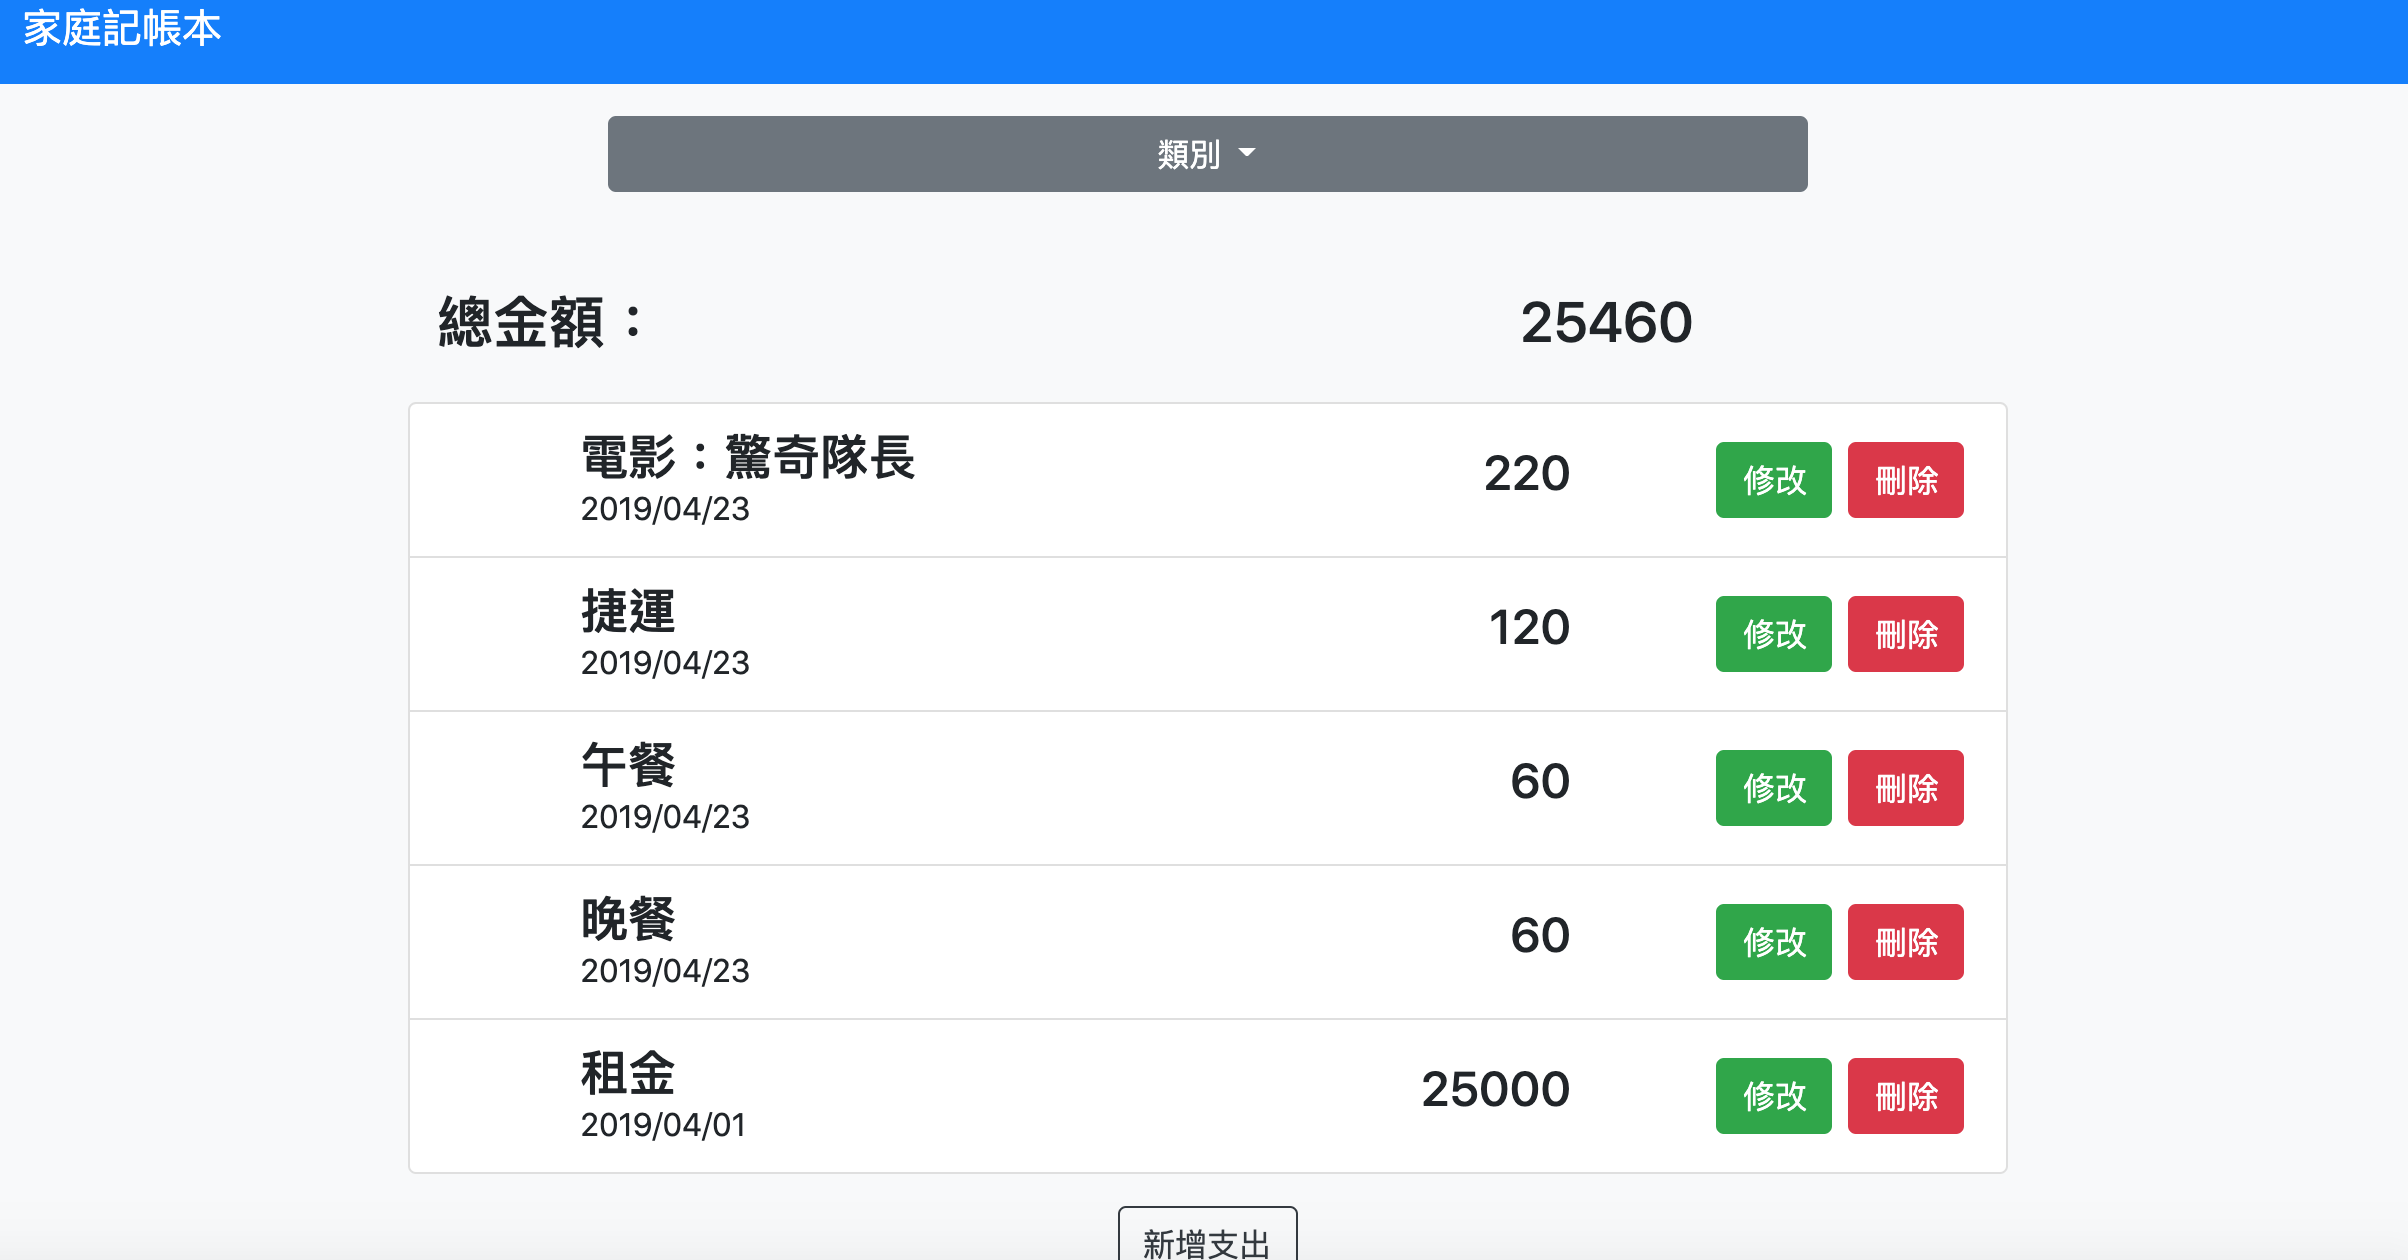 家庭記帳本
類別
總金額： 25460
電影：驚奇隊長
2019/04/23
220 修改 刪除
捷運
2019/04/23
120 修改 刪除
午餐
2019/04/23
60 修改 刪除
晚餐
2019/04/23
60 修改 刪除
租金
2019/04/01
25000 修改 刪除
新增支出